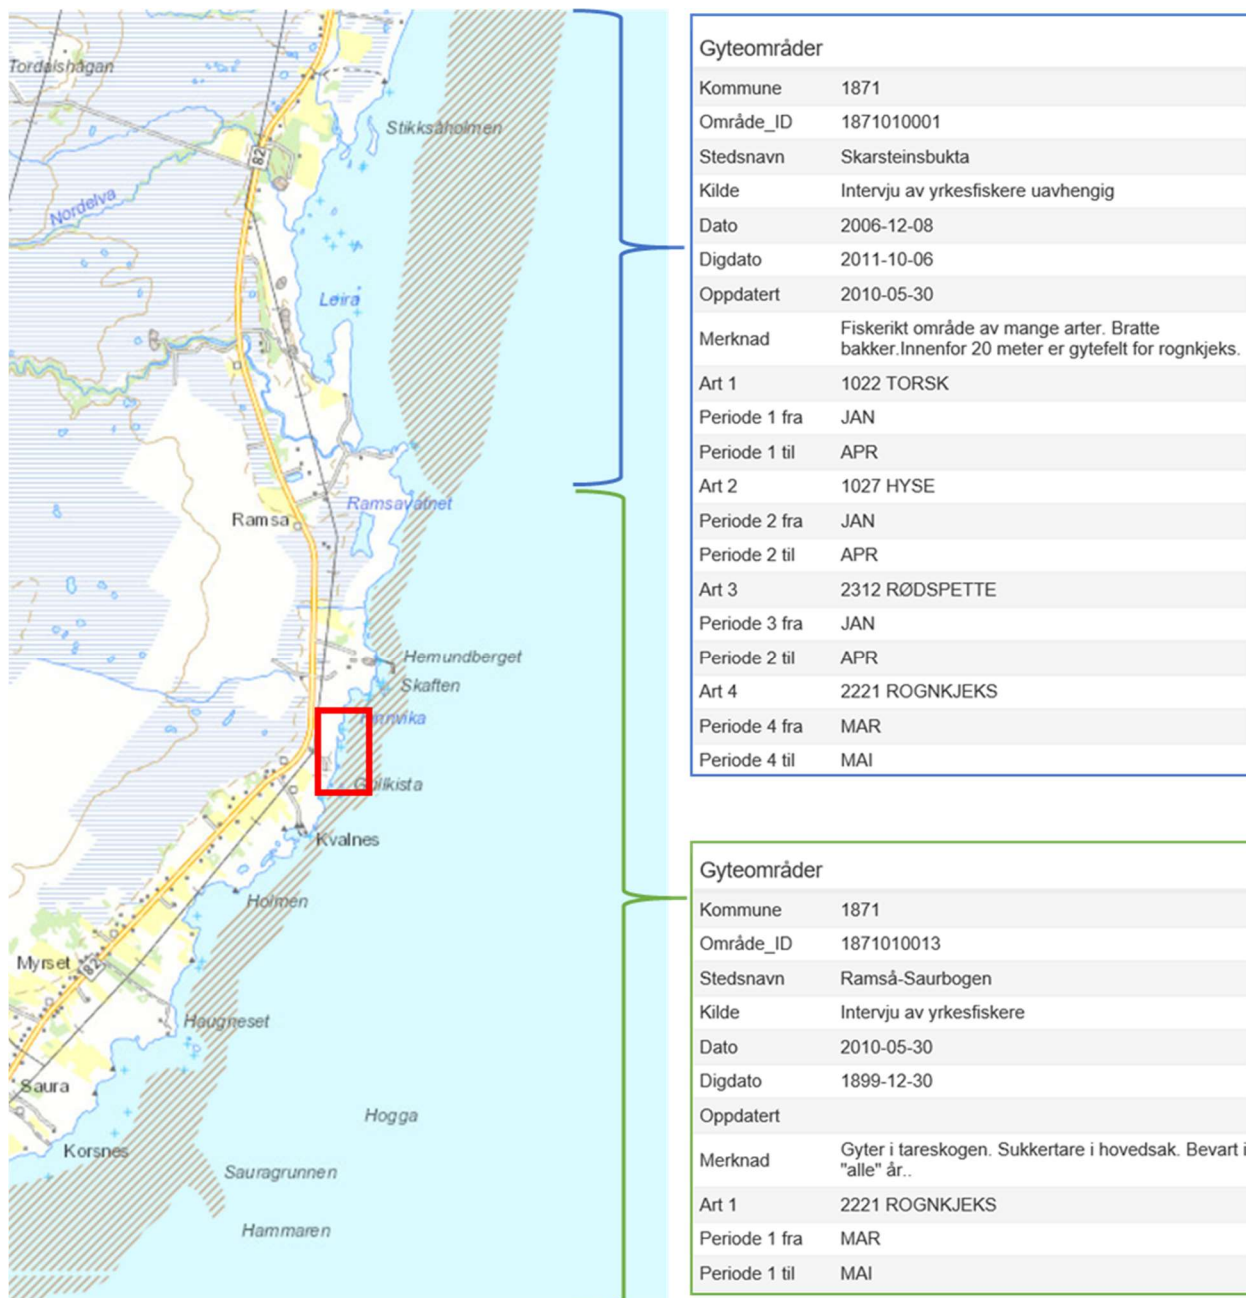 Tordalshågan
Stikksåholmen
82
Nordelva
Leira
Ramsavatnet
Ramsa
Hemundberget
Skaften
Gullkista
Kvalnes
Holmen
Myrset
82
Haugneset
Saura
Hogga
Korsnes
Sauragrunnen
Hammaren
Gyteområder
Kommune 1871
Område_ID 1871010001
Stedsnavn Skarsteinsbukta
Kilde Intervju av yrkesfiskere uavhengig
Dato 2006-12-08
Digdato 2011-10-06
Oppdatert 2010-05-30
Merknad Fiskerikt område av mange arter. Bratte
bakker.Innenfor 20 meter er gytefelt for rognkjeks.
Art 1 1022 TORSK
Periode 1 fra JAN
Periode 1 til APR
Art 2 1027 HYSE
Periode 2 fra JAN
Periode 2 til APR
Art 3 2312 RØDSPETTE
Periode 3 fra JAN
Periode 2 til APR
Art 4 2221 ROGNKJEKS
Periode 4 fra MAR
Periode 4 til MAI
Gyteområder
Kommune 1871
Område_ID 1871010013
Stedsnavn Ramså-Saurbogen
Kilde Intervju av yrkesfiskere
Dato 2010-05-30
Digdato 1899-12-30
Oppdatert
Merknad Gyter i tareskogen. Sukkertare i hovedsak. Bevart i
"alle" år..
Art 1 2221 ROGNKJEKS
Periode 1 fra MAR
Periode 1 til MAI